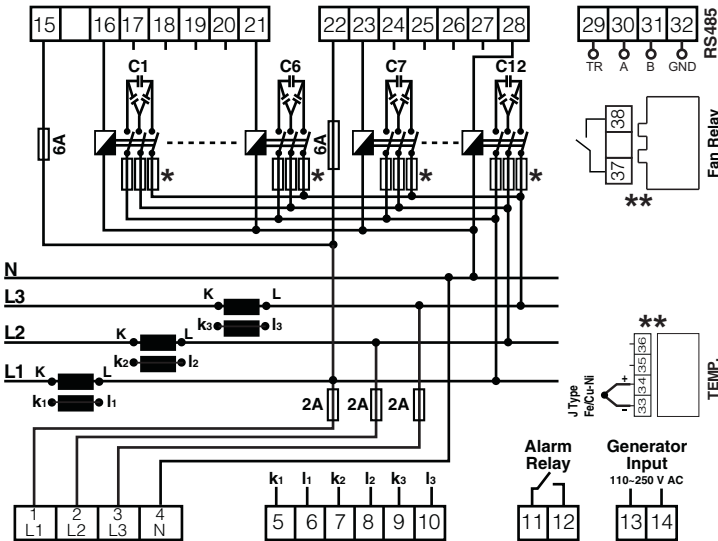 15 16 17 18 19 20 21
22 23 24 25 26 27 28
29 30 31 32
TR A B GND
RS485
C1 C6 C7 C12
6A
6A
* * * *
38
37
Fan Relay
**
N
L3
K L
k3 l3
L2
K L
k2 l2
L1
K L
k1 l1
2A 2A 2A
**
36
35
34
33
+
-
J Type
Fe/Cu-Ni
TEMP.
1 2 3 4
L1 L2 L3 N
k1 l1 k2 l2 k3 l3
5 6 7 8 9 10
Alarm
Relay
11 12
Generator
Input
110~250 V AC
13 14